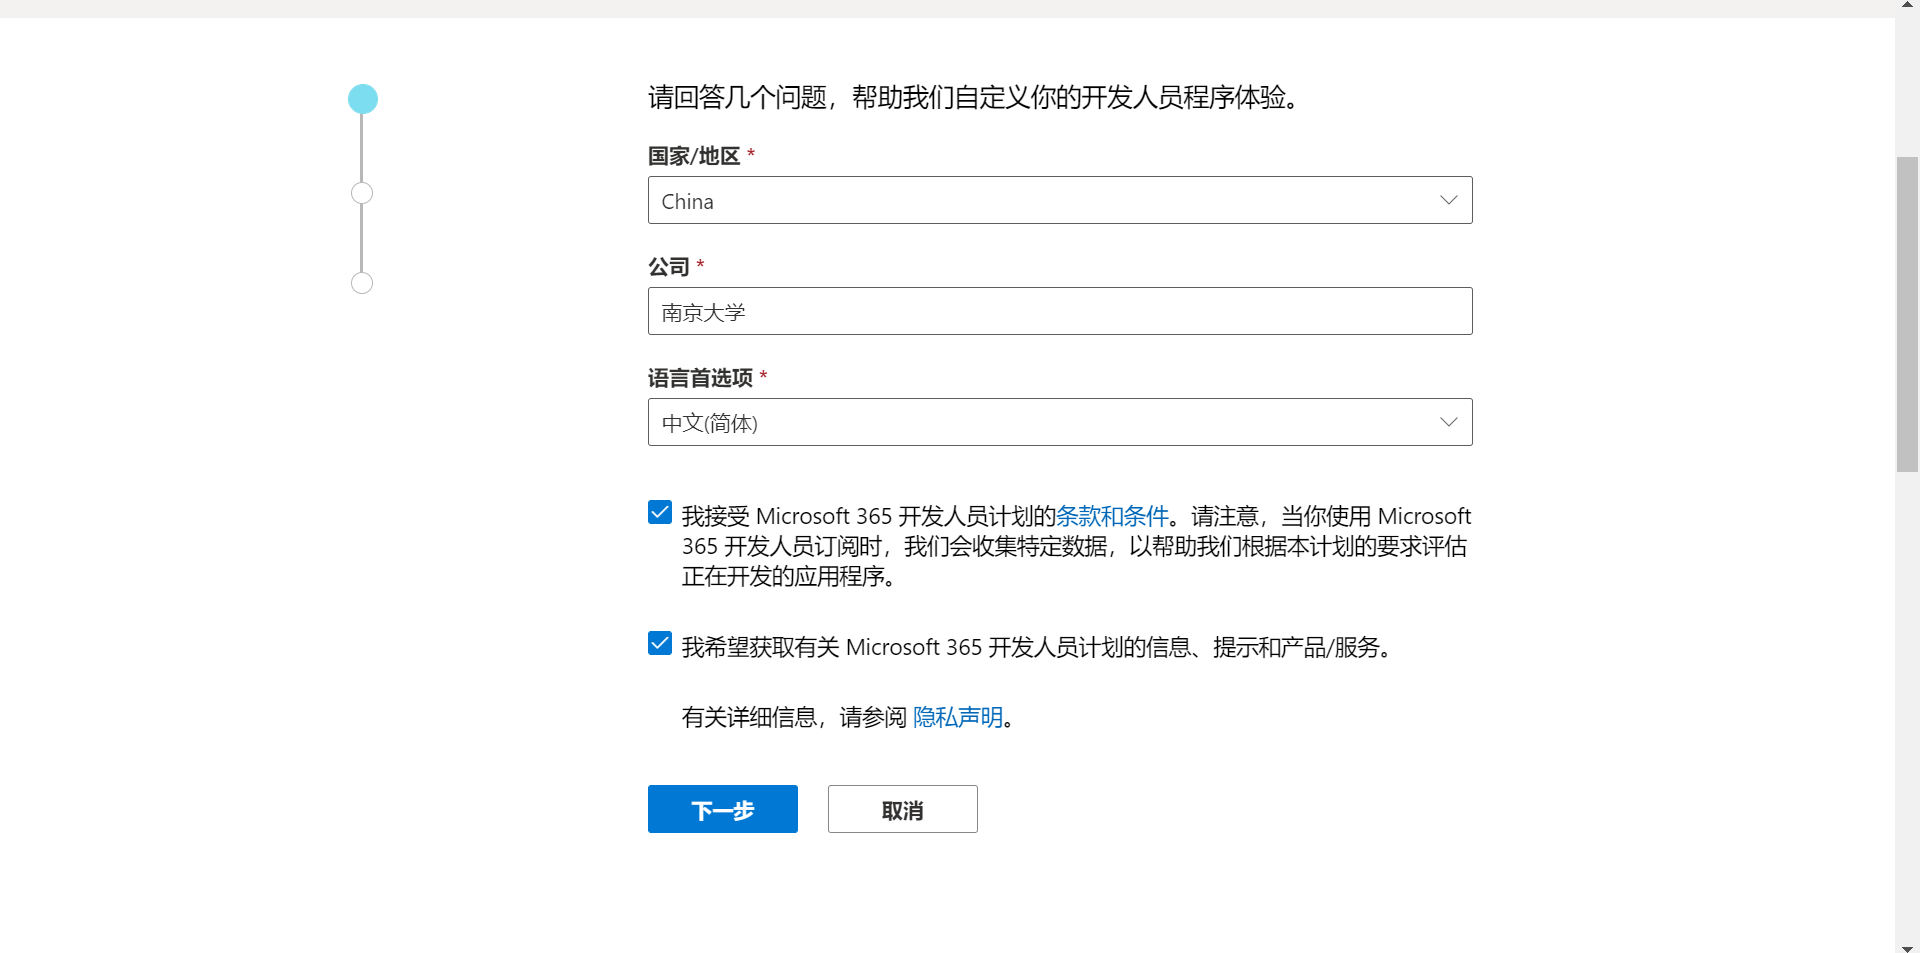 请回答几个问题，帮助我们自定义你的开发人员程序体验。
国家/地区 *
China
公司 *
南京大学
语言首选项 *
中文(简体)
我接受 Microsoft 365 开发人员计划的条款和条件。请注意，当你使用 Microsoft
365 开发人员订阅时，我们会收集特定数据，以帮助我们根据本计划的要求评估
正在开发的应用程序。
我希望获取有关 Microsoft 365 开发人员计划的信息、提示和产品/服务。
有关详细信息，请参阅 隐私声明。
下一步 取消